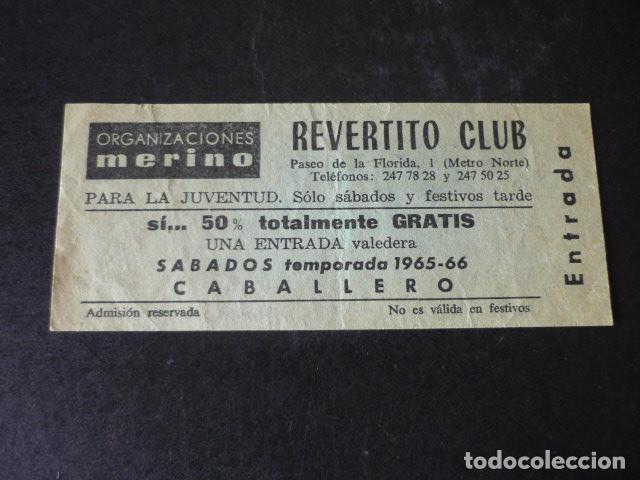 ORGANIZACIONES
merino
REVERTITO CLUB
Paseo de la Florida, 1 (Metro Norte)
Teléfonos: 247 78 28 y 247 50 25
PARA LA JUVENTUD. Sólo sábados y festivos tarde
sí... 50 % totalmente GRATIS
UNA ENTRADA valedera
SABADOS temporada 1965-66
CABALLERO
Admisión reservada
No es válida en festivos
Entrada
todocoleccion.net